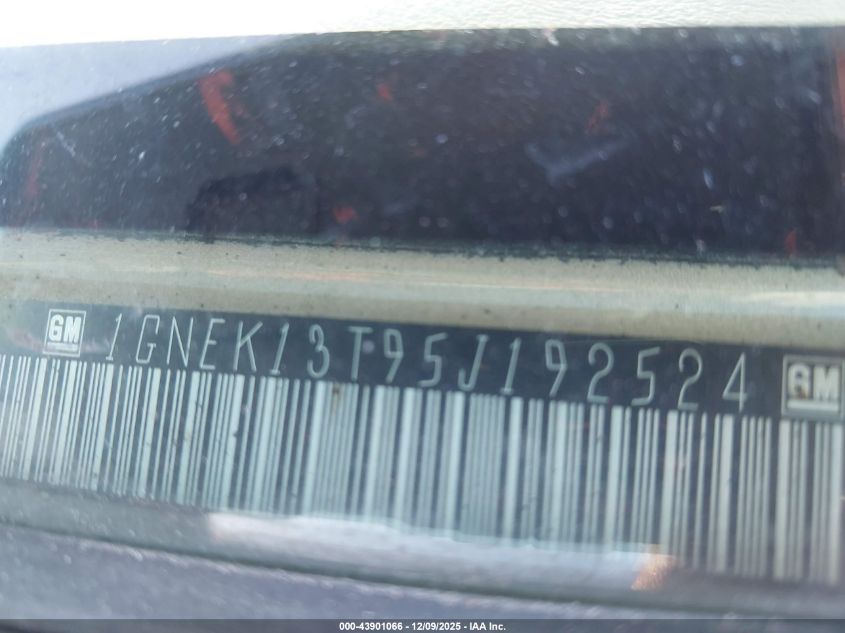 GM 1GNEK13T95J192524 GM
000-43901066 - 12/09/2025 - IAA Inc.